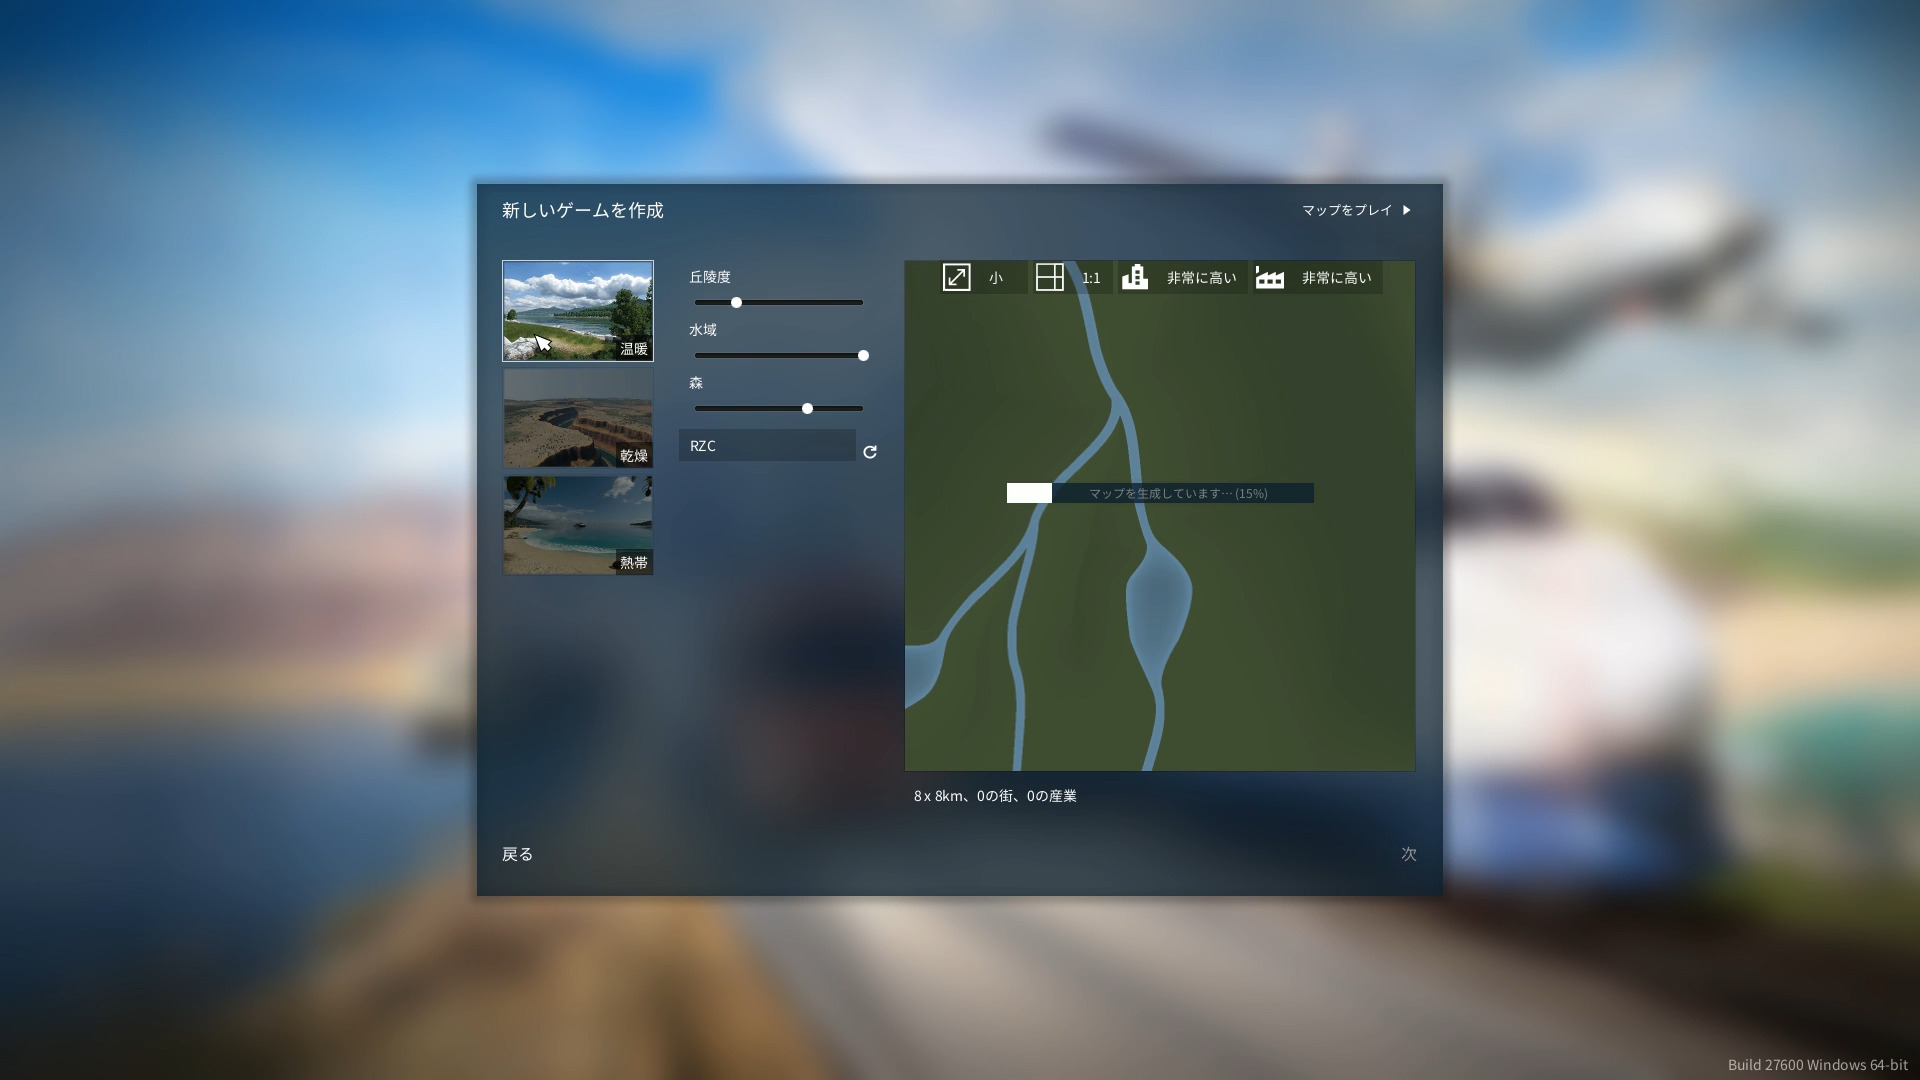 新しいゲームを作成
マップをプレイ
温暖
乾燥
熱帯
丘陵度
水域
森
RZC
小
1:1
非常に高い
非常に高い
マップを生成しています… (15%)
8 x 8km、0の街、0の産業
戻る
次
Build 27600 Windows 64-bit